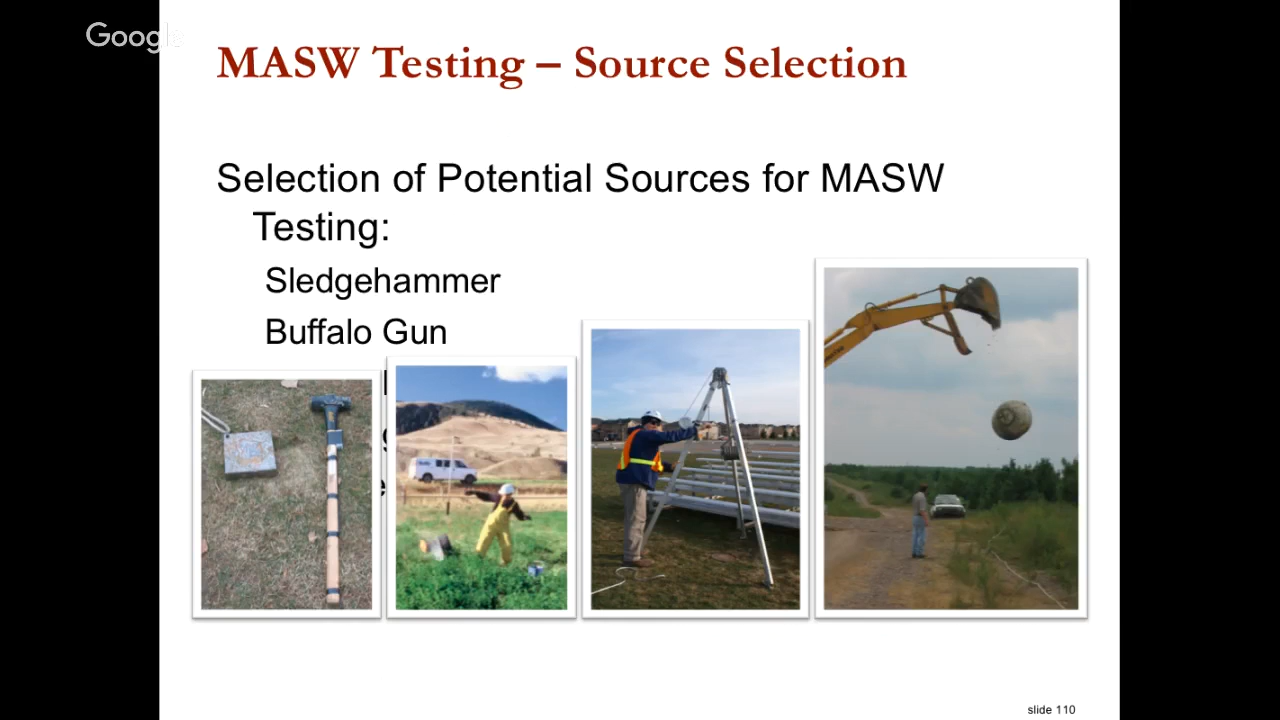 Google
MASW Testing – Source Selection
Selection of Potential Sources for MASW
Testing:
Sledgehammer
Buffalo Gun
slide 110